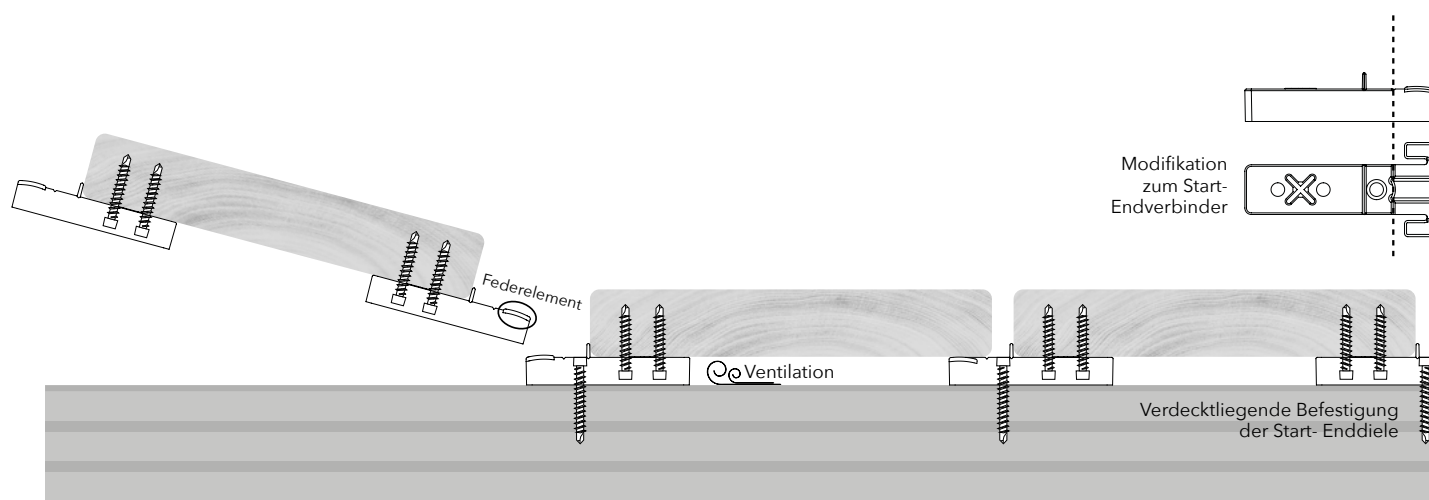 Modifikation
zum Start-
Endverbinder
Federelement
Ventilation
Verdecktliegende Befestigung
der Start- Enddiele